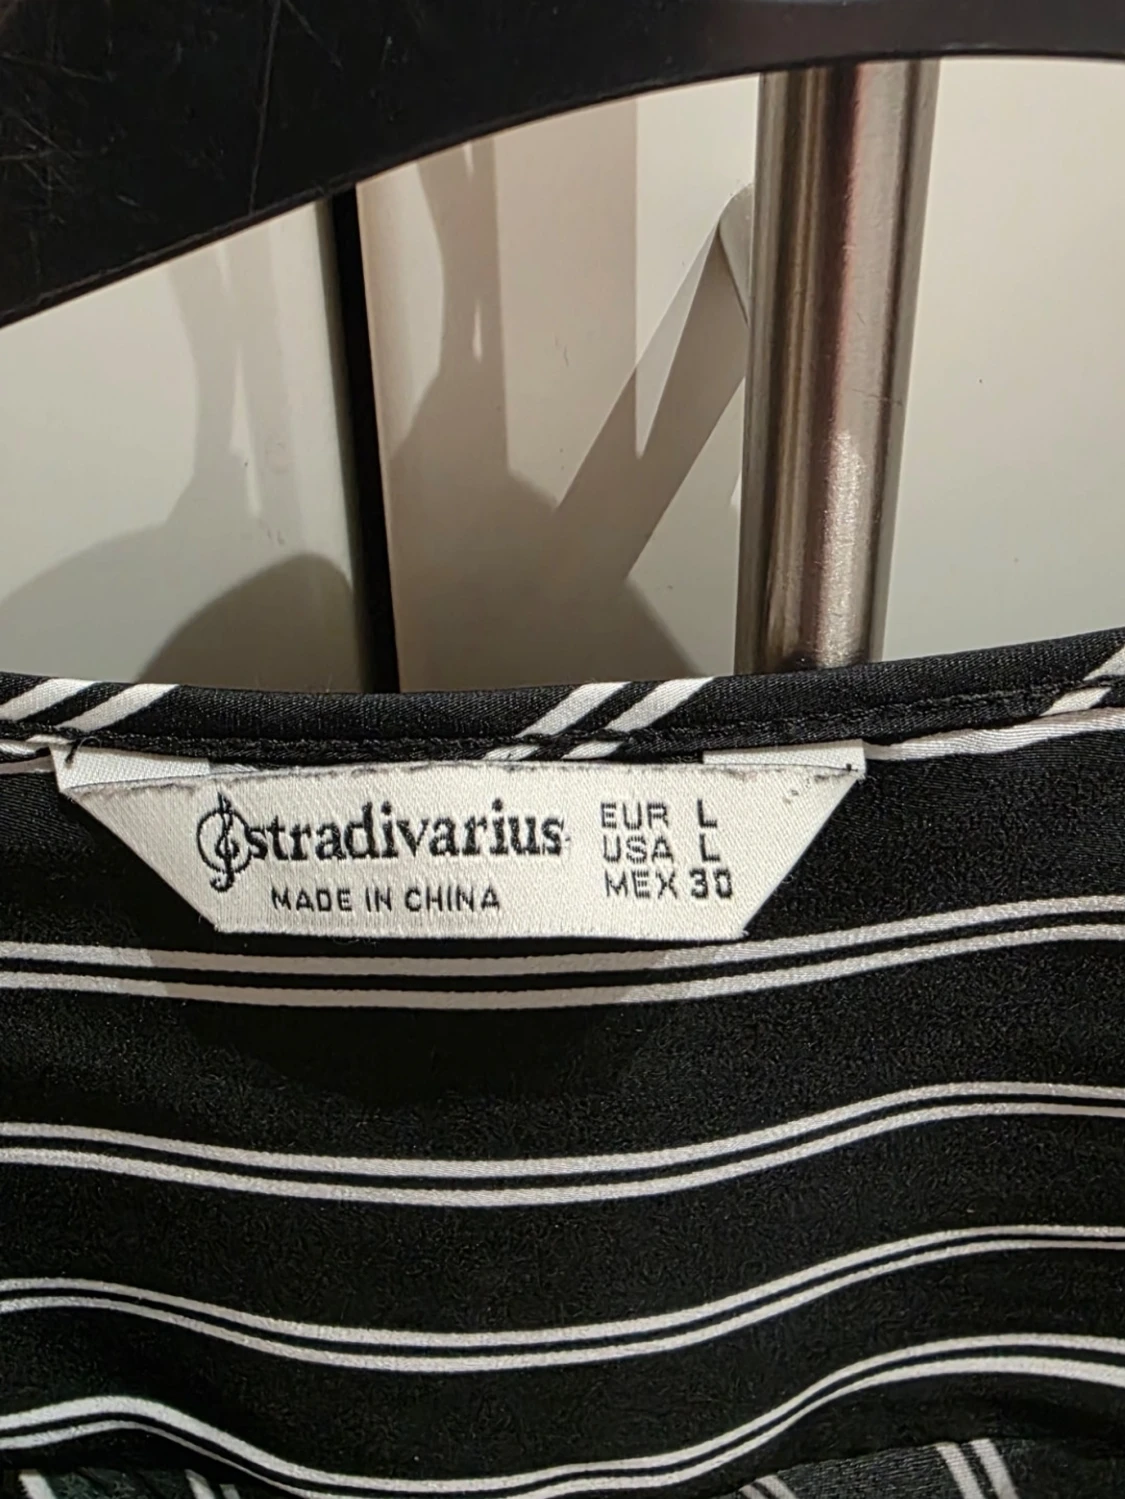 stradivarius
MADE IN CHINA
EUR L
USA L
MEX 30